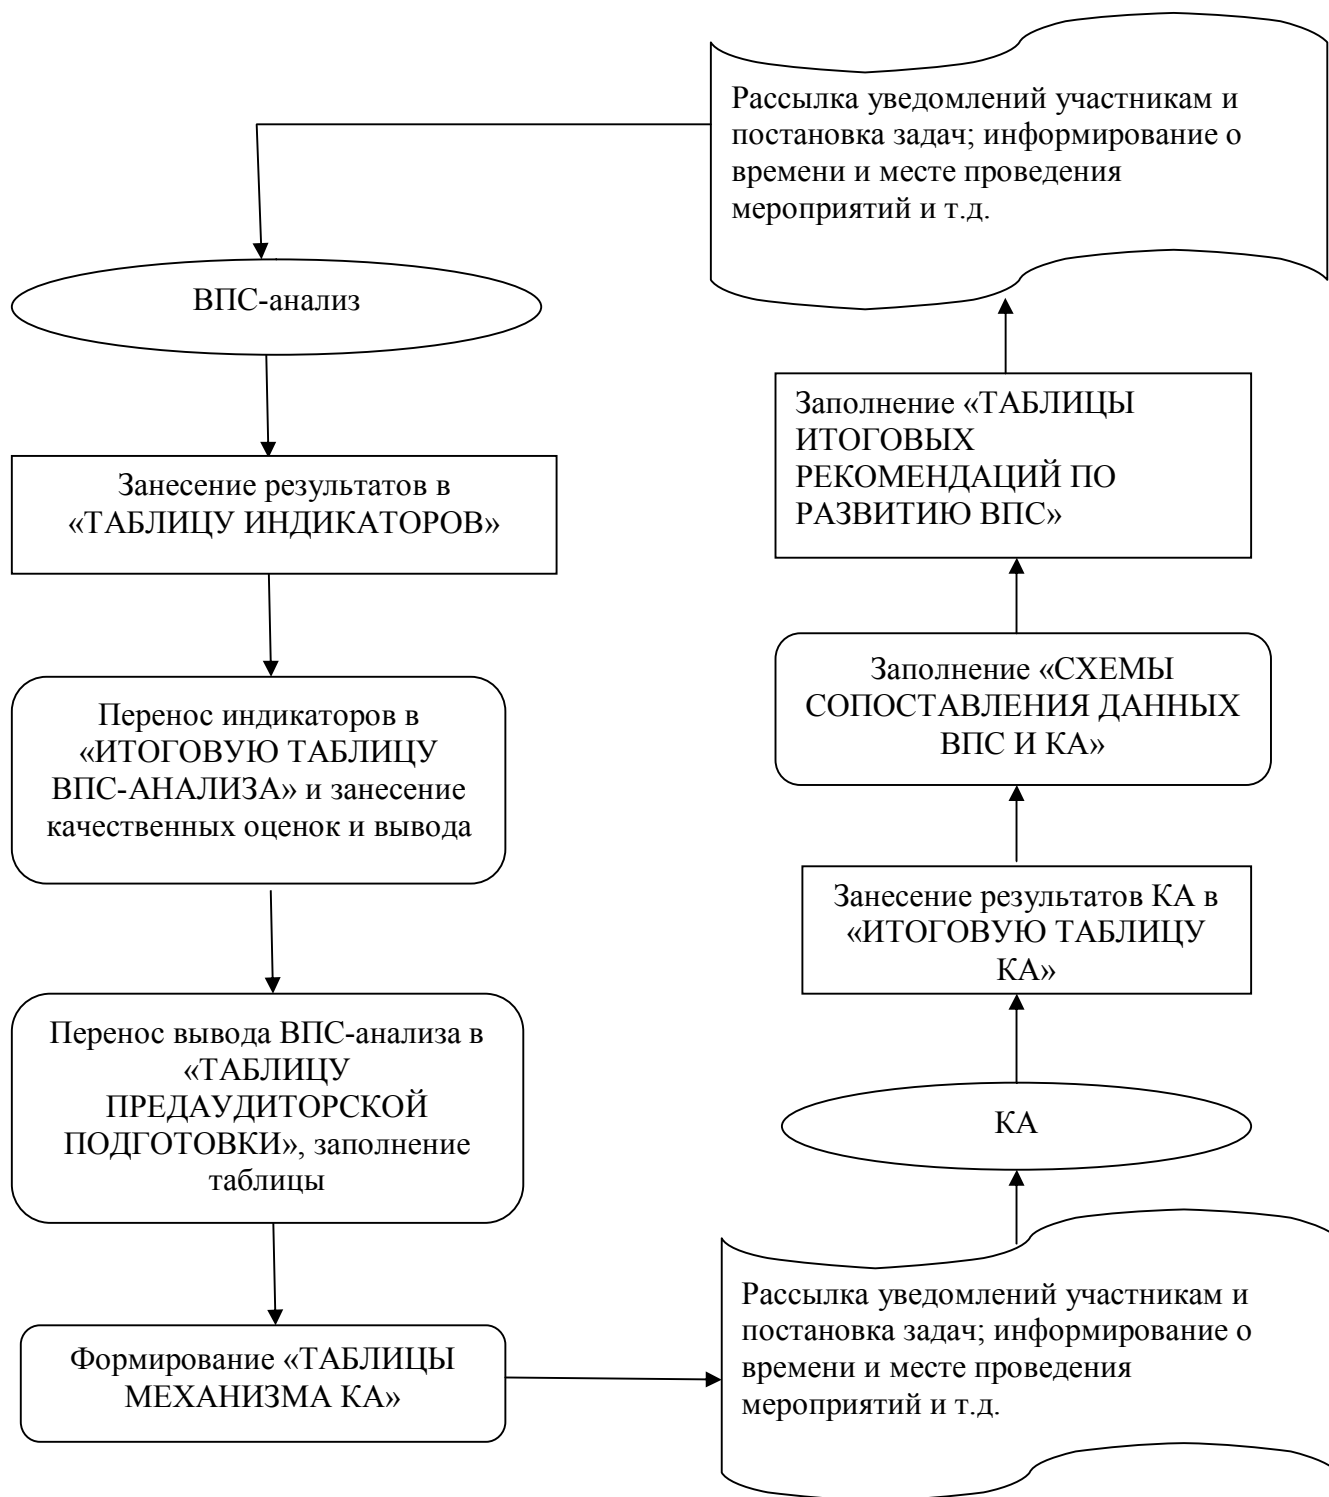 Рассылка уведомлений участникам и
постановка задач; информирование о
времени и месте проведения
мероприятий и т.д.
ВПС-анализ
Занесение результатов в
«ТАБЛИЦУ ИНДИКАТОРОВ»
Перенос индикаторов в
«ИТОГОВУЮ ТАБЛИЦУ
ВПС-АНАЛИЗА» и занесение
качественных оценок и вывода
Перенос вывода ВПС-анализа в
«ТАБЛИЦУ
ПРЕДАУДИТОРСКОЙ
ПОДГОТОВКИ», заполнение
таблицы
Формирование «ТАБЛИЦЫ
МЕХАНИЗМА КА»
Рассылка уведомлений участникам и
постановка задач; информирование о
времени и месте проведения
мероприятий и т.д.
КА
Занесение результатов КА в
«ИТОГОВУЮ ТАБЛИЦУ
КА»
Заполнение «СХЕМЫ
СОПОСТАВЛЕНИЯ ДАННЫХ
ВПС И КА»
Заполнение «ТАБЛИЦЫ
ИТОГОВЫХ
РЕКОМЕНДАЦИЙ ПО
РАЗВИТИЮ ВПС»